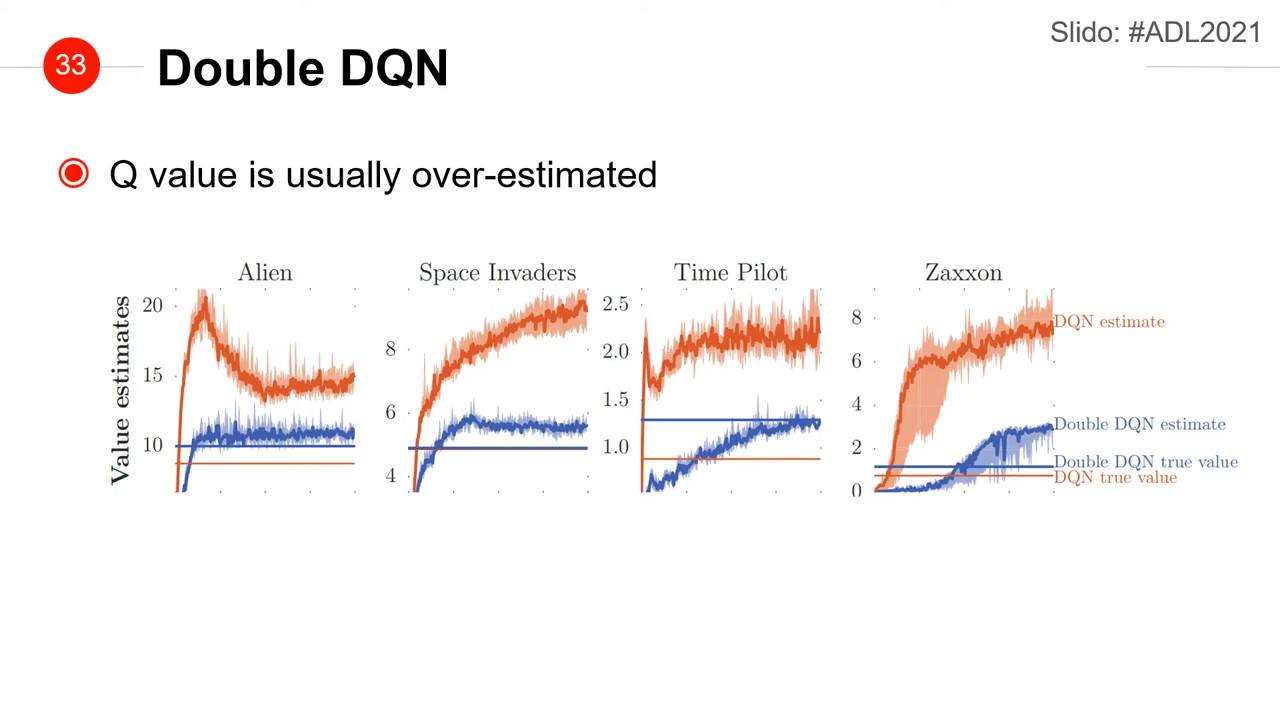 Slido: #ADL2021
33
Double DQN
Q value is usually over-estimated
Alien
Space Invaders
Time Pilot
Zaxxon
Value estimates
20
15
10
8
6
4
2.5
2.0
1.5
1.0
8
6
4
2
0
DQN estimate
Double DQN estimate
Double DQN true value
DQN true value